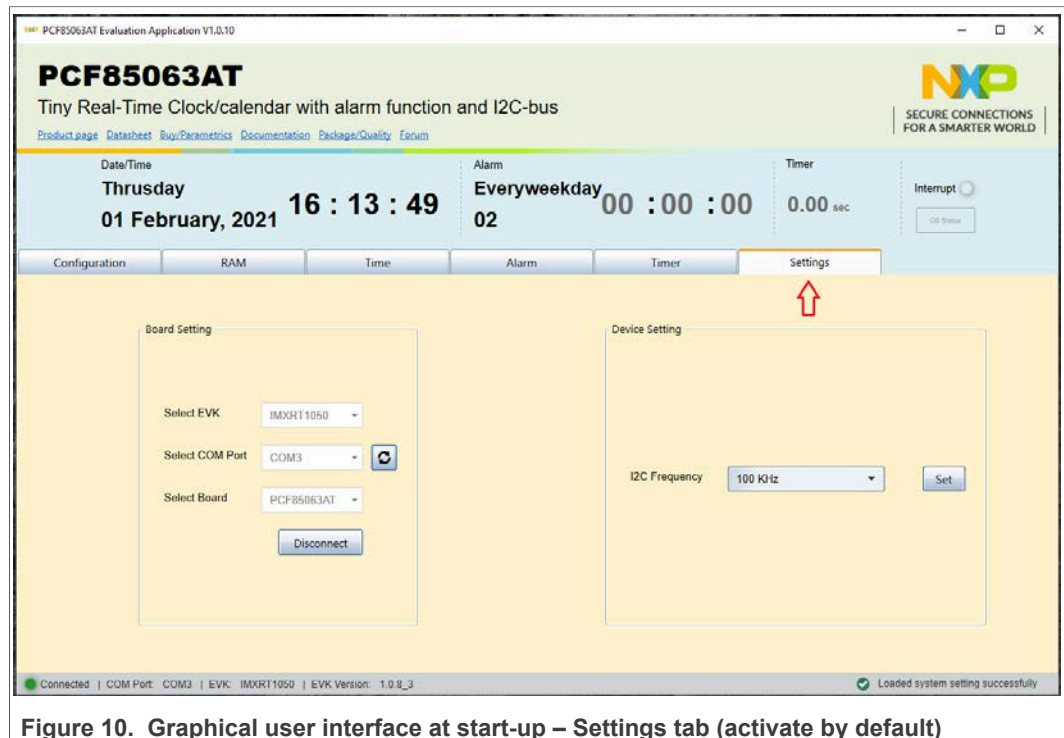 PCF85063AT Evaluation Application V1.0.10
PCF85063AT
Tiny Real-Time Clock/calendar with alarm function and I2C-bus
Product page Datasheet Buy/Parametrics Documentation Package/Quality Forum
NXP
SECURE CONNECTIONS
FOR A SMARTER WORLD
Date/Time
Thrusday
01 February, 2021
16 : 13 : 49
Alarm
Everyweekday
02
00 :00 :00
Timer
0.00 sec
Interrupt
OS Status
Configuration RAM Time Alarm Timer Settings
Board Setting
Select EVK IMXRT1050
Select COM Port COM3
Select Board PCF85063AT
Disconnect
Device Setting
I2C Frequency 100 KHz Set
Connected | COM Port: COM3 | EVK: IMXRT1050 | EVK Version: 1.0.8_3
Loaded system setting successfully
Figure 10. Graphical user interface at start-up – Settings tab (activate by default)